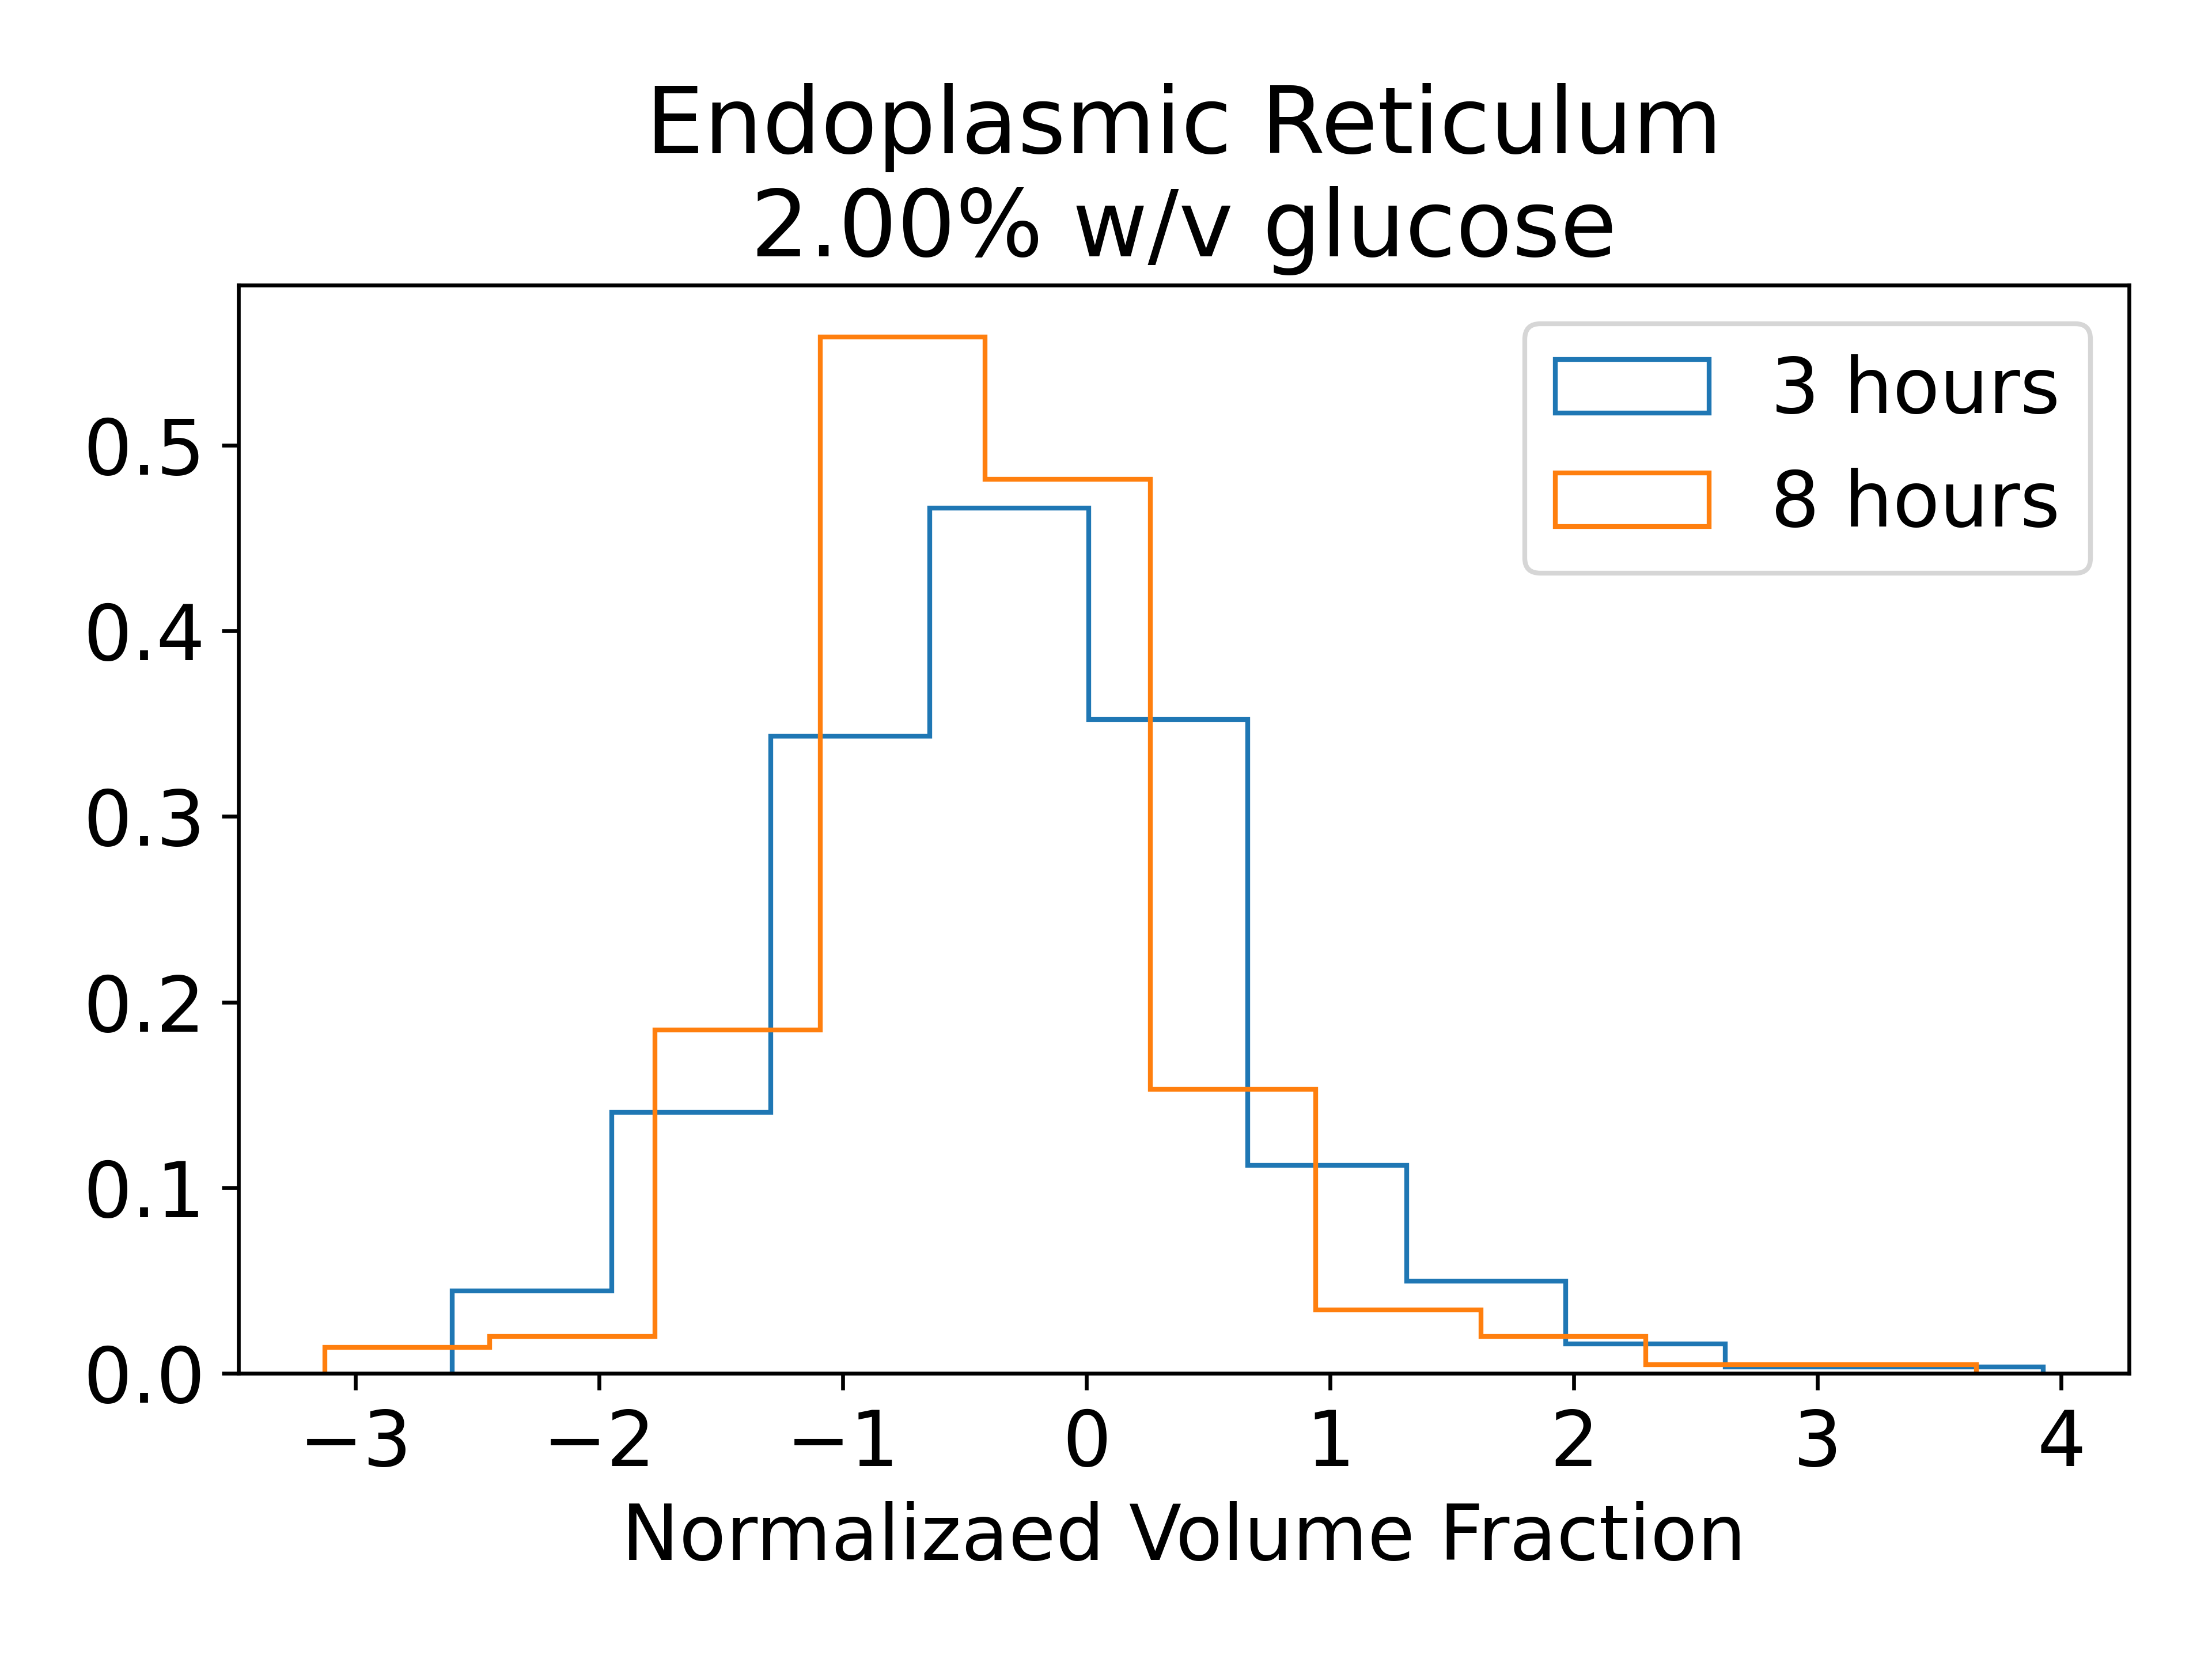 Endoplasmic Reticulum
2.00% w/v glucose
3 hours
8 hours
0.5
0.4
0.3
0.2
0.1
0.0
−3 −2 −1 0 1 2 3 4
Normalizaed Volume Fraction